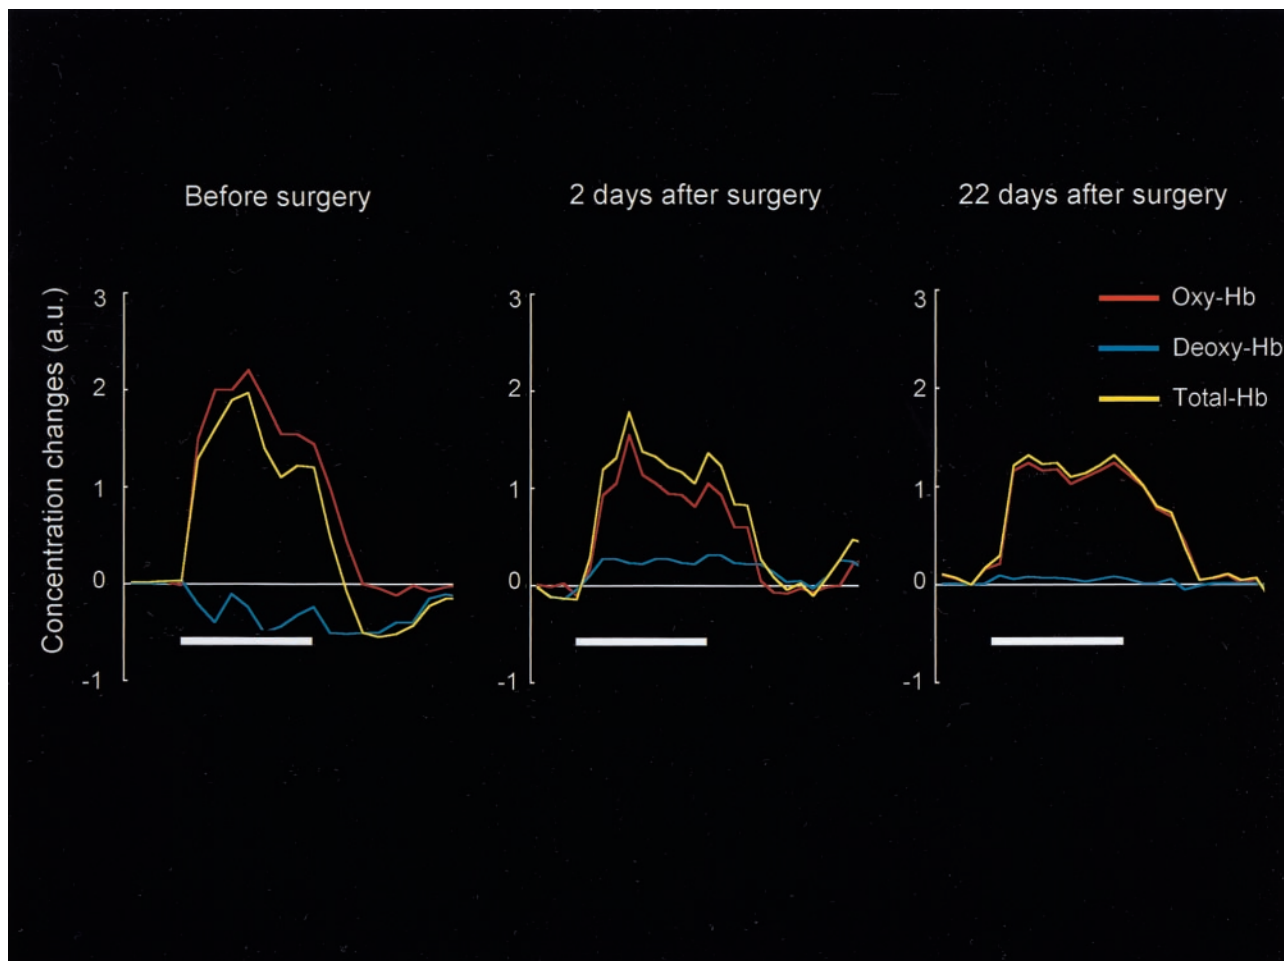 Before surgery
2 days after surgery
22 days after surgery
Concentration changes (a.u.)
3
2
1
0
-1
3
2
1
0
-1
3
2
1
0
-1
Oxy-Hb
Deoxy-Hb
Total-Hb